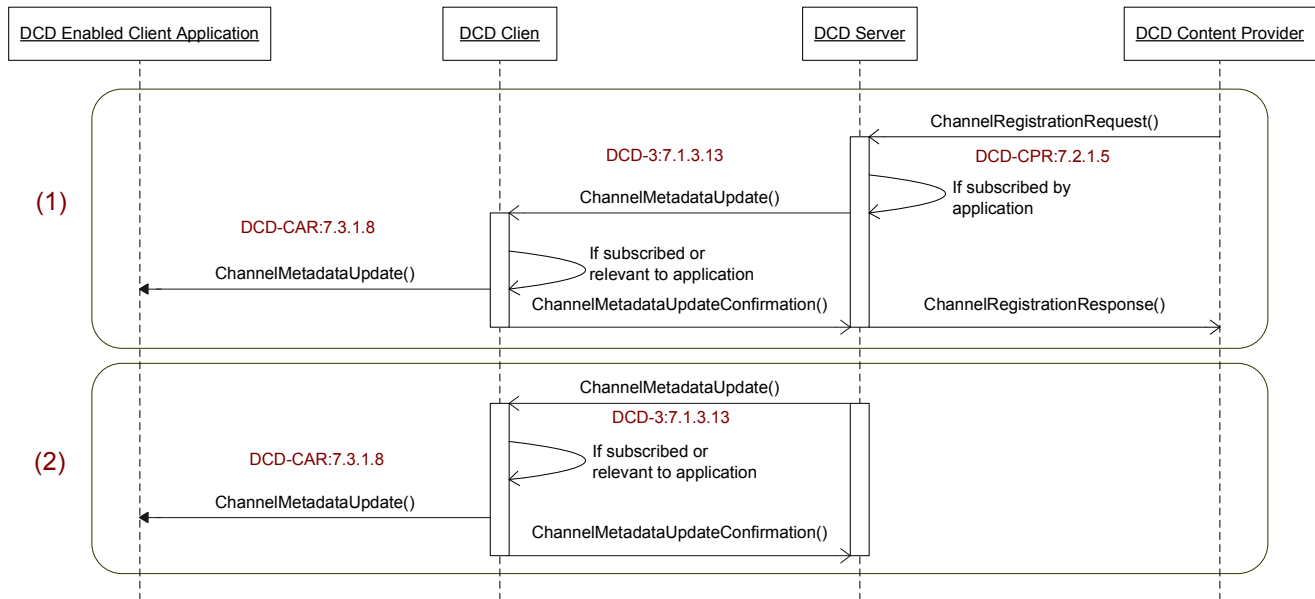 DCD Enabled Client Application
DCD Client
DCD Server
DCD Content Provider
(1)
ChannelRegistrationRequest()
DCD-3:7.1.3.13
DCD-CPR:7.2.1.5
If subscribed by
application
ChannelMetadataUpdate()
DCD-CAR:7.3.1.8
If subscribed or
relevant to application
ChannelMetadataUpdate()
ChannelMetadataUpdateConfirmation()
ChannelRegistrationResponse()
(2)
ChannelMetadataUpdate()
DCD-3:7.1.3.13
If subscribed or
relevant to application
DCD-CAR:7.3.1.8
ChannelMetadataUpdate()
ChannelMetadataUpdateConfirmation()